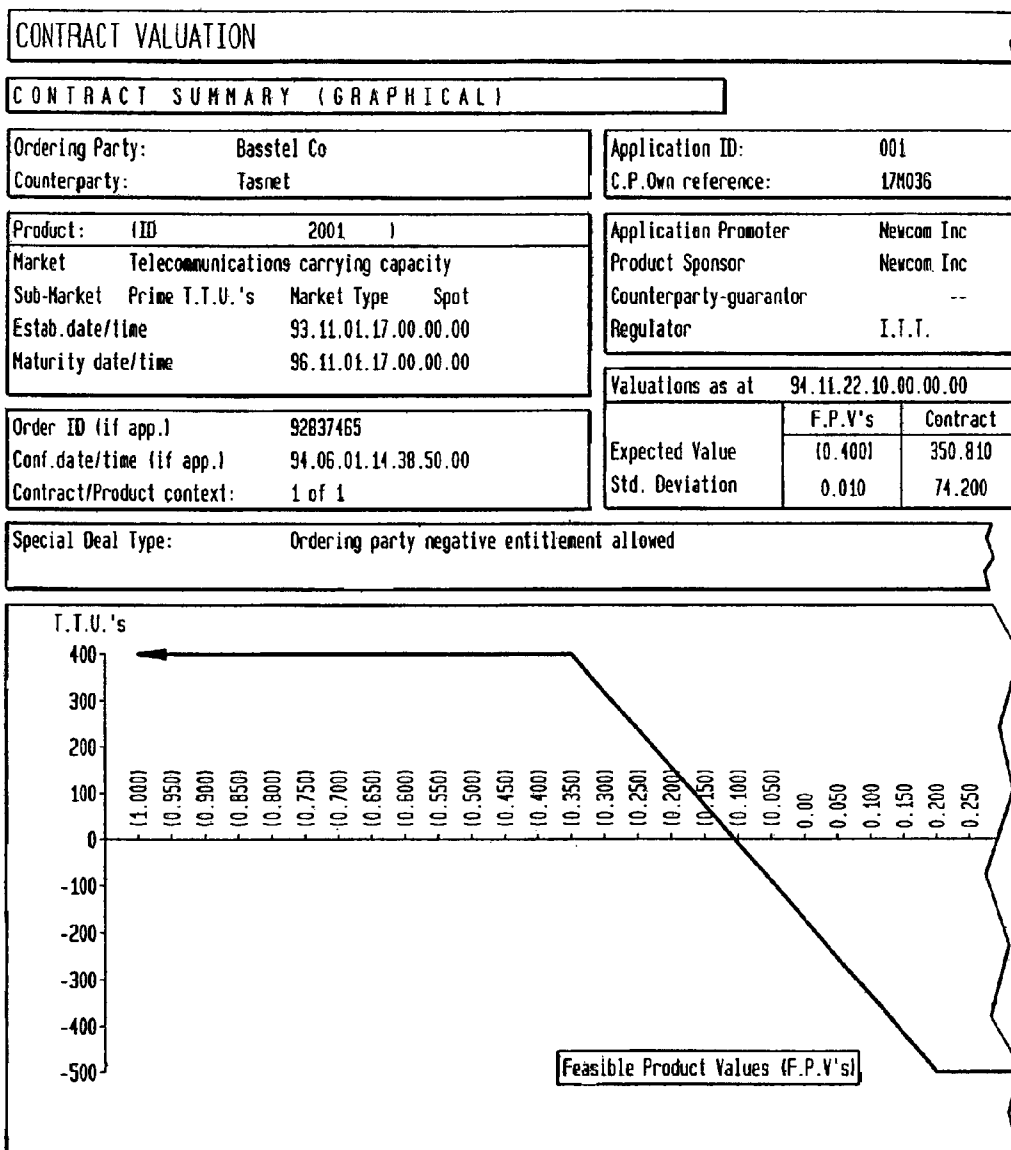 CONTRACT VALUATION
CONTRACT SUMMARY (GRAPHICAL)
Ordering Party: Basstel Co
Counterparty: Tasnet
Application ID: 001
C.P.Own reference: 17M036
Product: (ID 2001 )
Market Telecommunications carrying capacity
Sub-Market Prime T.T.U.'s Market Type Spot
Estab.date/time 93.11.01.17.00.00.00
Maturity date/time 96.11.01.17.00.00.00
Application Promoter Newcom Inc
Product Sponsor Newcom Inc
Counterparty-guarantor --
Regulator I.T.T.
Order ID (if app.) 92837465
Conf.date/time (if app.) 94.06.01.14.38.50.00
Contract/Product context: 1 of 1
Valuations as at 94.11.22.10.00.00.00
F.P.V's Contract
Expected Value (0.400) 350.810
Std. Deviation 0.010 74.200
Special Deal Type: Ordering party negative entitlement allowed
T.T.U.'s
400
300
200
100
0
-100
-200
-300
-400
-500
(1.000)
(0.950)
(0.900)
(0.850)
(0.800)
(0.750)
(0.700)
(0.650)
(0.600)
(0.550)
(0.500)
(0.450)
(0.400)
(0.350)
(0.300)
(0.250)
(0.200)
(0.150)
(0.100)
(0.050)
0.00
0.050
0.100
0.150
0.200
0.250
Feasible Product Values (F.P.V's)